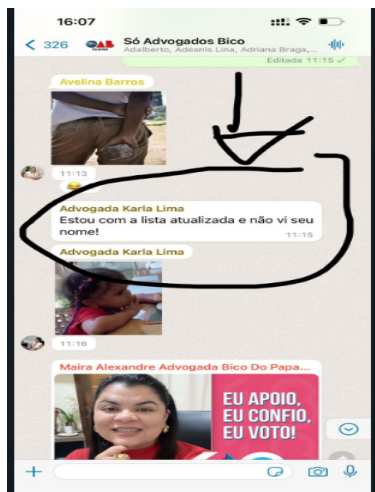 16:07
326
Só Advogados Bico
Adalberto, Adeanis Lina, Adriana Braga,...
Editada 11:15
Avelina Barros
11:13
Advogada Karla Lima
Estou com a lista atualizada e não vi seu
nome!
11:15
Advogada Karla Lima
11:16
Maira Alexandre Advogada Bico Do Papa...
EU APOIO,
EU CONFIO,
EU VOTO!